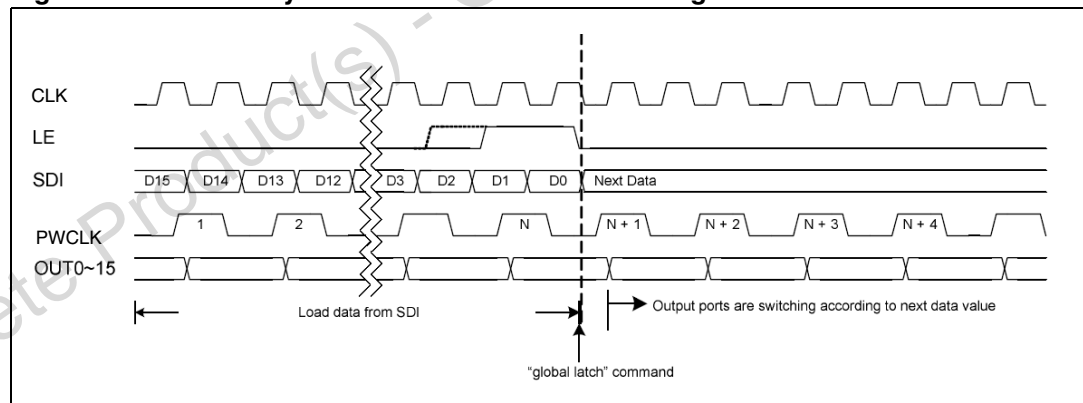 CLK
LE
SDI D15 D14 D13 D12 D3 D2 D1 D0 Next Data
PWCLK 1 2 N N + 1 N + 2 N + 3 N + 4
OUT0~15
Load data from SDI Output ports are switching according to next data value
"global latch" command
ete Product(s) -